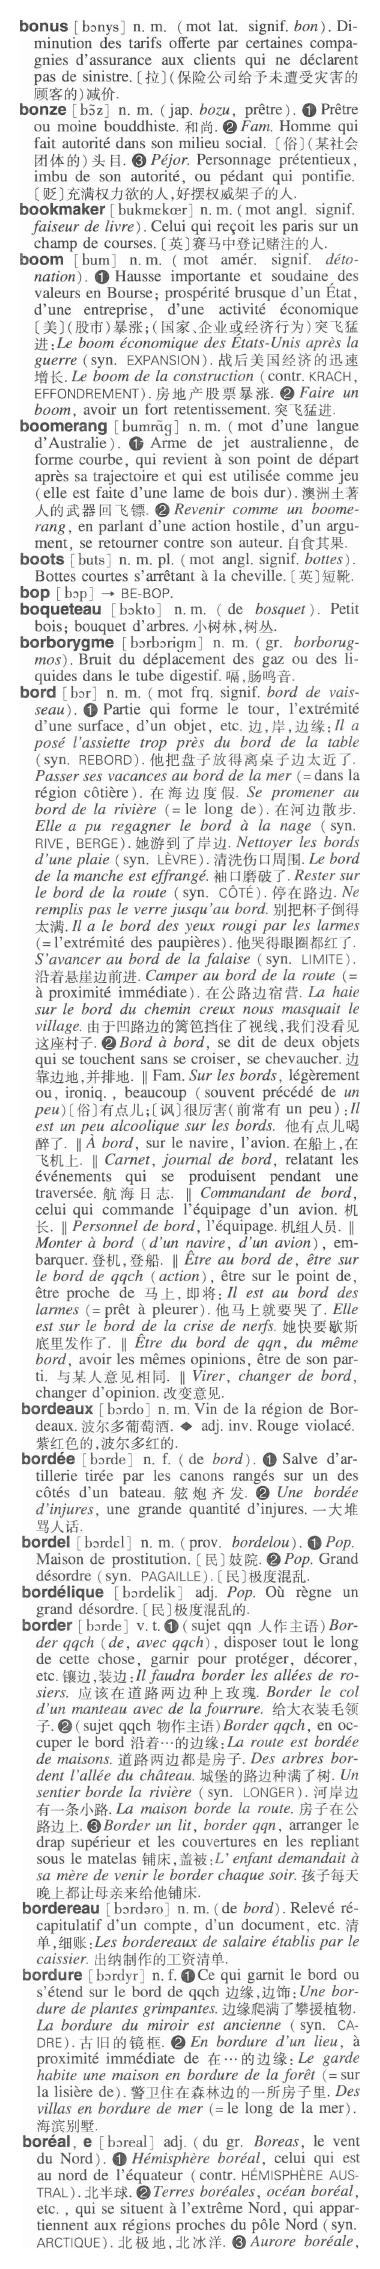 bonus [bɔnys] n. m. (mot lat. signif. bon). Di-
minution des tarifs offerte par certaines compa-
gnies d'assurance aux clients qui ne déclarent
pas de sinistre.〔拉〕(保险公司给予未遭受灾害的
顾客的)减价.
bonze [bɔ̃z] n. m. (jap. bozu, prêtre). ❶ Prêtre
ou moine bouddhiste. 和尚. ❷ Fam. Homme qui
fait autorité dans son milieu social.〔俗〕(某社会
团体的)头目. ❸ Péjor. Personnage prétentieux,
imbu de son autorité, ou pédant qui pontifie.
〔贬〕充满权力欲的人,好摆权威架子的人.
bookmaker [bukmɛkœr] n. m. (mot angl. signif.
faiseur de livre). Celui qui reçoit les paris sur un
champ de courses.〔英〕赛马中登记赌注的人.
boom [bum] n. m. (mot amér. signif. déto-
nation). ❶ Hausse importante et soudaine des
valeurs en Bourse; prospérité brusque d'un État,
d'une entreprise, d'une activité économique
〔美〕(股市)暴涨;(国家、企业或经济行为)突飞猛
进:Le boom économique des États-Unis après la
guerre (syn. EXPANSION). 战后美国经济的迅速
增长. Le boom de la construction (contr. KRACH,
EFFONDREMENT). 房地产股票暴涨. ❷ Faire un
boom, avoir un fort retentissement. 突飞猛进.
boomerang [bumrɑ̃g] n. m. (mot d'une langue
d'Australie). ❶ Arme de jet australienne, de
forme courbe, qui revient à son point de départ
après sa trajectoire et qui est utilisée comme jeu
(elle est faite d'une lame de bois dur). 澳洲土著
人的武器回飞镖. ❷ Revenir comme un boome-
rang, en parlant d'une action hostile, d'un argu-
ment, se retourner contre son auteur. 自食其果.
boots [buts] n. m. pl. (mot angl. signif. bottes).
Bottes courtes s'arrêtant à la cheville.〔英〕短靴.
bop [bɔp] → BE-BOP.
boqueteau [bɔkto] n. m. (de bosquet). Petit
bois; bouquet d'arbres. 小树林,树丛.
borborygme [bɔrbɔrigm] n. m. (gr. borborug-
mos). Bruit du déplacement des gaz ou des li-
quides dans le tube digestif. 嗝,肠鸣音.
bord [bɔr] n. m. (mot frq. signif. bord de vais-
seau). ❶ Partie qui forme le tour, l'extrémité
d'une surface, d'un objet, etc. 边,岸,边缘:Il a
posé l'assiette trop près du bord de la table
(syn. REBORD). 他把盘子放得离桌子边太近了.
Passer ses vacances au bord de la mer (= dans la
région côtière). 在海边度假. Se promener au
bord de la rivière (= le long de). 在河边散步.
Elle a pu regagner le bord à la nage (syn.
RIVE, BERGE). 她游到了岸边. Nettoyer les bords
d'une plaie (syn. LÈVRE). 清洗伤口周围. Le bord
de la manche est effrangé. 袖口磨破了. Rester sur
le bord de la route (syn. CÔTÉ). 停在路边. Ne
remplis pas le verre jusqu'au bord. 别把杯子倒得
太满. Il a le bord des yeux rougi par les larmes
(= l'extrémité des paupières). 他哭得眼圈都红了.
S'avancer au bord de la falaise (syn. LIMITE).
沿着悬崖边前进. Camper au bord de la route (=
à proximité immédiate). 在公路边宿营. La haie
sur le bord du chemin creux nous masquait le
village. 由于凹路边的篱笆挡住了视线,我们没看见
这座村子. ❷ Bord à bord, se dit de deux objets
qui se touchent sans se croiser, se chevaucher. 边
靠边地,并排地. ‖ Fam. Sur les bords, légèrement
ou, ironiq., beaucoup (souvent précédé de un
peu)〔俗〕有点儿;〔讽〕很厉害(前常有 un peu):Il
est un peu alcoolique sur les bords. 他有点儿喝
醉了. ‖ À bord, sur le navire, l'avion. 在船上,在
飞机上. ‖ Carnet, journal de bord, relatant les
événements qui se produisent pendant une
traversée. 航海日志. ‖ Commandant de bord,
celui qui commande l'équipage d'un avion. 机
长. ‖ Personnel de bord, l'équipage. 机组人员. ‖
Monter à bord (d'un navire, d'un avion), em-
barquer. 登机,登船. ‖ Être au bord de, être sur
le bord de qqch (action), être sur le point de,
être proche de 马上,即将:Il est au bord des
larmes (= prêt à pleurer). 他马上就要哭了. Elle
est sur le bord de la crise de nerfs. 她快要歇斯
底里发作了. ‖ Être du bord de qqn, du même
bord, avoir les mêmes opinions, être de son par-
ti. 与某人意见相同. ‖ Virer, changer de bord,
changer d'opinion. 改变意见.
bordeaux [bɔrdo] n. m. Vin de la région de Bor-
deaux. 波尔多葡萄酒. ◆ adj. inv. Rouge violacé.
紫红色的,波尔多红的.
bordée [bɔrde] n. f. (de bord). ❶ Salve d'ar-
tillerie tirée par les canons rangés sur un des
côtés d'un bateau. 舷炮齐发. ❷ Une bordée
d'injures, une grande quantité d'injures. 一大堆
骂人话.
bordel [bɔrdɛl] n. m. (prov. bordelou). ❶ Pop.
Maison de prostitution.〔民〕妓院. ❷ Pop. Grand
désordre (syn. PAGAILLE).〔民〕极度混乱.
bordélique [bɔrdelik] adj. Pop. Où règne un
grand désordre.〔民〕极度混乱的.
border [bɔrde] v. t. ❶ (sujet qqn 人作主语) Bor-
der qqch (de, avec qqch), disposer tout le long
de cette chose, garnir pour protéger, décorer,
etc. 镶边,装边:Il faudra border les allées de ro-
siers. 应该在道路两边种上玫瑰. Border le col
d'un manteau avec de la fourrure. 给大衣装毛领
子. ❷ (sujet qqch 物作主语) Border qqch, en oc-
cuper le bord 沿着…的边缘:La route est bordée
de maisons. 道路两边都是房子. Des arbres bor-
dent l'allée du château. 城堡的路边种满了树. Un
sentier borde la rivière (syn. LONGER). 河岸边
有一条小路. La maison borde la route. 房子在公
路边上. ❸ Border un lit, border qqn, arranger le
drap supérieur et les couvertures en les repliant
sous le matelas 铺床,盖被:L'enfant demandait à
sa mère de venir le border chaque soir. 孩子每天
晚上都让母亲来给他铺床.
bordereau [bɔrdəro] n. m. (de bord). Relevé ré-
capitulatif d'un compte, d'un document, etc. 清
单,细账:Les bordereaux de salaire établis par le
caissier. 出纳制作的工资清单.
bordure [bɔrdyr] n. f. ❶ Ce qui garnit le bord ou
s'étend sur le bord de qqch 边缘,边饰:Une bor-
dure de plantes grimpantes. 边缘爬满了攀援植物.
La bordure du miroir est ancienne (syn. CA-
DRE). 古旧的镜框. ❷ En bordure d'un lieu, à
proximité immédiate de 在…的边缘:Le garde
habite une maison en bordure de la forêt (= sur
la lisière de). 警卫住在森林边的一所房子里. Des
villas en bordure de mer (= le long de la mer).
海滨别墅.
boréal, e [bɔreal] adj. (du gr. Boreas, le vent
du Nord). ❶ Hémisphère boréal, celui qui est
au nord de l'équateur (contr. HÉMISPHÈRE AUS-
TRAL). 北半球. ❷ Terres boréales, océan boréal,
etc., qui se situent à l'extrême Nord, qui appar-
tiennent aux régions proches du pôle Nord (syn.
ARCTIQUE). 北极地,北冰洋. ❸ Aurore boréale,